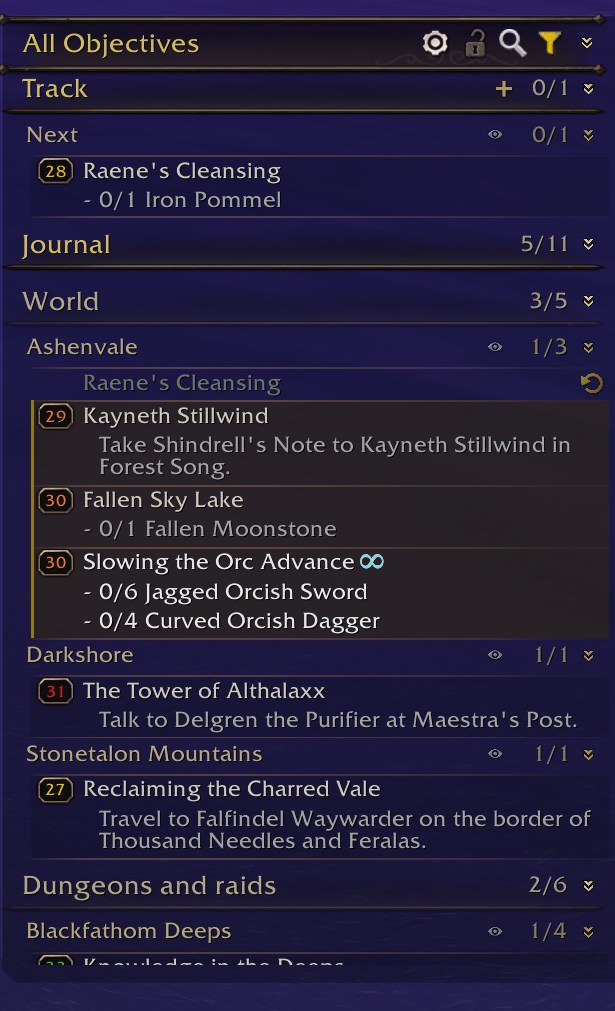 All Objectives
Track + 0/1
Next 0/1
28 Raene's Cleansing
- 0/1 Iron Pommel
Journal 5/11
World 3/5
Ashenvale 1/3
Raene's Cleansing
29 Kayneth Stillwind
Take Shindrell's Note to Kayneth Stillwind in
Forest Song.
30 Fallen Sky Lake
- 0/1 Fallen Moonstone
30 Slowing the Orc Advance ∞
- 0/6 Jagged Orcish Sword
- 0/4 Curved Orcish Dagger
Darkshore 1/1
31 The Tower of Althalaxx
Talk to Delgren the Purifier at Maestra's Post.
Stonetalon Mountains 1/1
27 Reclaiming the Charred Vale
Travel to Falfindel Waywarder on the border of
Thousand Needles and Feralas.
Dungeons and raids 2/6
Blackfathom Deeps 1/4
Knowledge in the Deeps